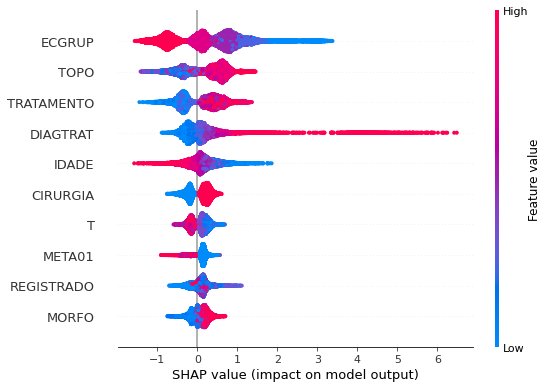 High
ECGRUP
TOPO
TRATAMENTO
DIAGTRAT
IDADE
CIRURGIA
T
META01
REGISTRADO
MORFO
Feature value
Low
−1 0 1 2 3 4 5 6
SHAP value (impact on model output)